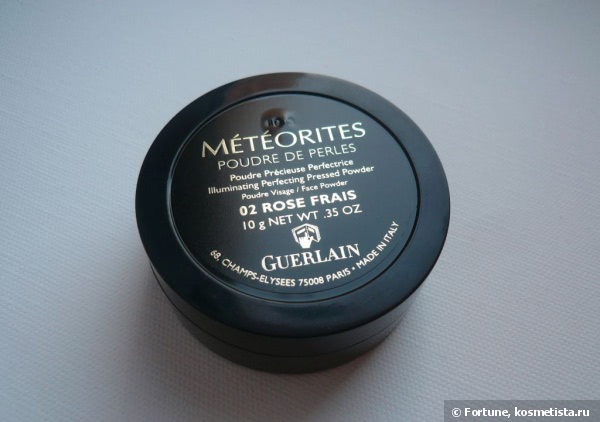 MÉTÉORITES
POUDRE DE PERLES
Poudre Précieuse Perfectrice
Illuminating Perfecting Pressed Powder
Poudre Visage / Face Powder
02 ROSE FRAIS
10 g NET WT .35 OZ
GUERLAIN
68, CHAMPS-ELYSEES 75008 PARIS • MADE IN ITALY
© Fortune, kosmetista.ru